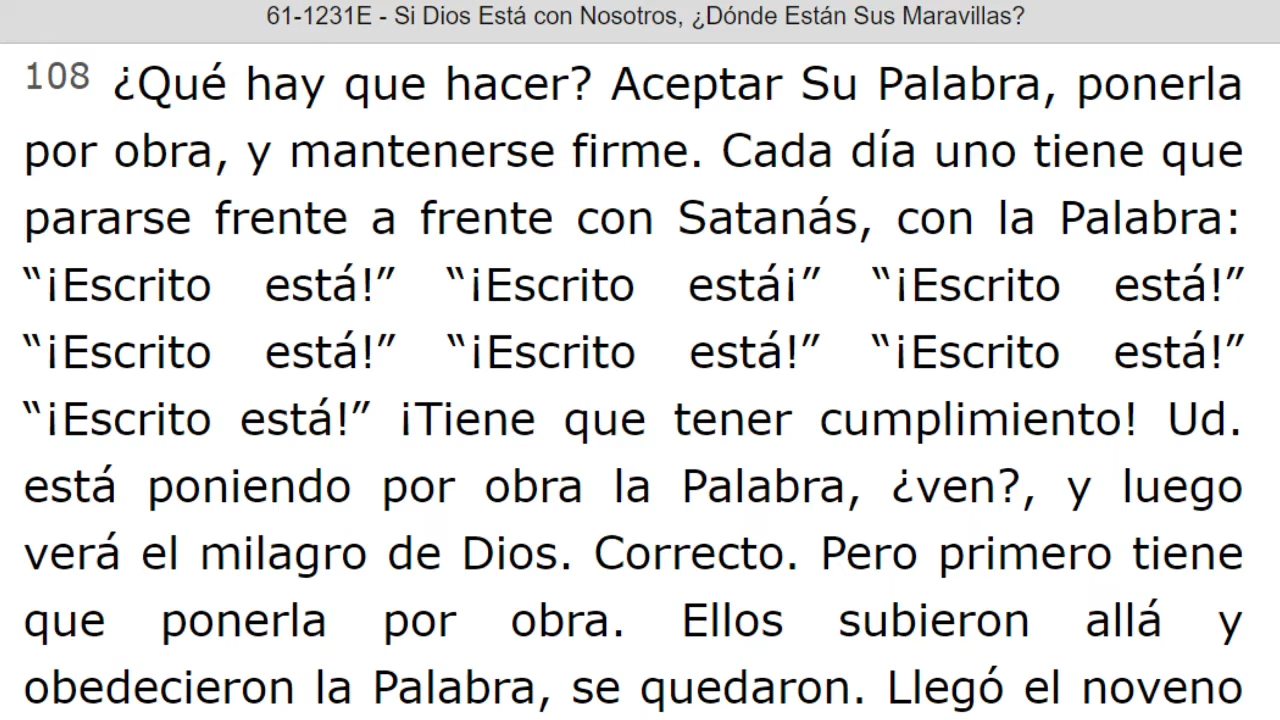 61-1231E - Si Dios Está con Nosotros, ¿Dónde Están Sus Maravillas?
108 ¿Qué hay que hacer? Aceptar Su Palabra, ponerla
por obra, y mantenerse firme. Cada día uno tiene que
pararse frente a frente con Satanás, con la Palabra:
“¡Escrito está!” “¡Escrito está¡” “¡Escrito está!”
“¡Escrito está!” “¡Escrito está!” “¡Escrito está!”
“¡Escrito está!” ¡Tiene que tener cumplimiento! Ud.
está poniendo por obra la Palabra, ¿ven?, y luego
verá el milagro de Dios. Correcto. Pero primero tiene
que ponerla por obra. Ellos subieron allá y
obedecieron la Palabra, se quedaron. Llegó el noveno